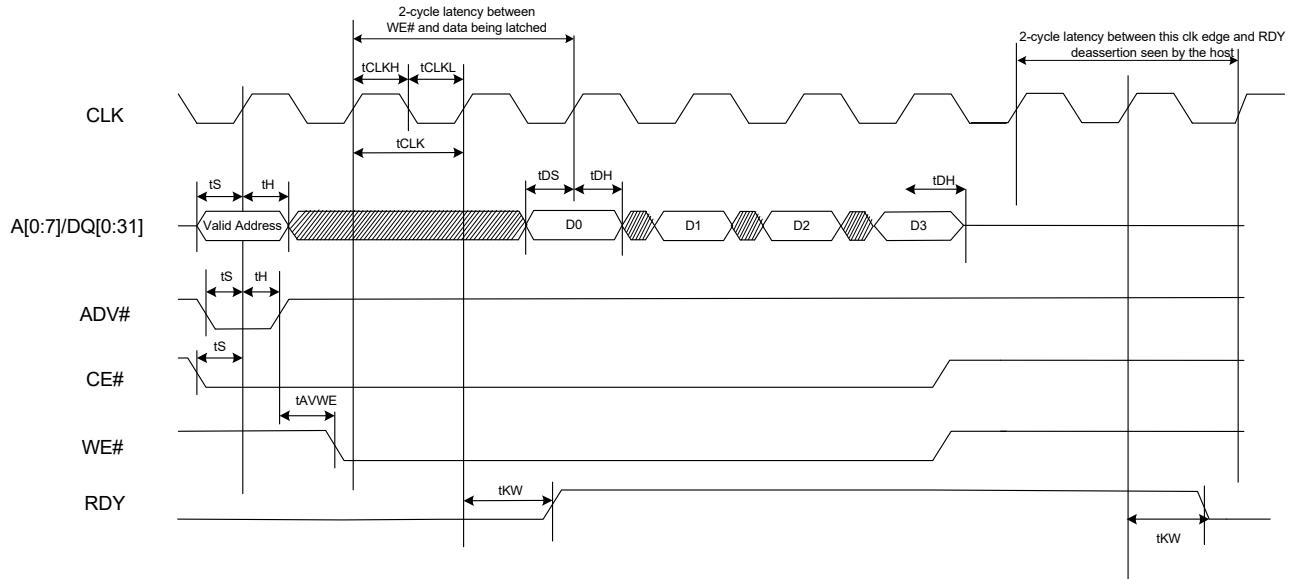 2-cycle latency between
WE# and data being latched
2-cycle latency between this clk edge and RDY
deassertion seen by the host
tCLKH
tCLKL
CLK
tCLK
tS
tH
tDS
tDH
tDH
A[0:7]/DQ[0:31]
Valid Address
D0
D1
D2
D3
tS
tH
ADV#
tS
CE#
tAVWE
WE#
tKW
RDY
tKW